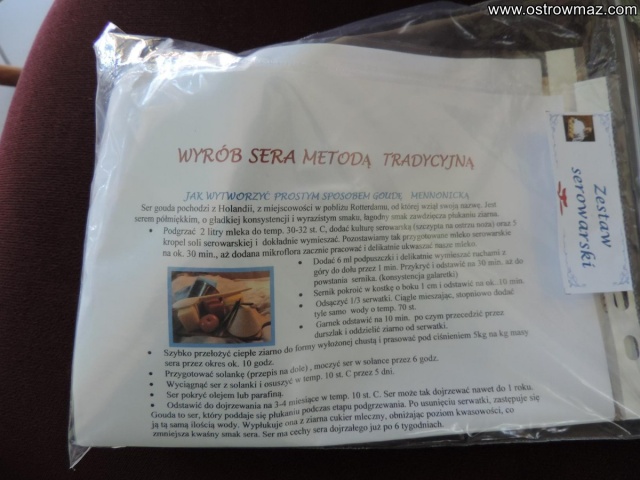 www.ostrowmaz.com
WYRÓB SERA METODĄ TRADYCYJNĄ
JAK WYTWORZYĆ PROSTYM SPOSOBEM GOUDĘ MENNONICKĄ
Ser gouda pochodzi z Holandii, z miejscowości w pobliżu Rotterdamu, od której wziął swoją nazwę. Jest
serem półmiękkim, o gładkiej konsystencji i wyrazistym smaku, łagodny smak zawdzięcza płukaniu ziarna.
• Podgrzać 2 litry mleka do temp. 30-32 st. C, dodać kulturę serowarską (szczypta na ostrzu noża) oraz 5
kropel soli serowarskiej i dokładnie wymieszać. Pozostawiamy tak przygotowane mleko serowarskie
na ok. 30 min., aż dodana mikroflora zacznie pracować i delikatnie ukwaszać nasze mleko.
• Dodać 6 ml podpuszczki i delikatnie wymieszać ruchami z
góry do dołu przez 1 min. Przykryć i odstawić na 30 min. aż do
powstania sernika. (konsystencja galaretki)
• Sernik pokroić w kostkę o boku 1 cm i odstawić na ok. 10 min.
• Odsączyć 1/3 serwatki. Ciągle mieszając, stopniowo dodać
tyle samo wody o temp. 70 st.
• Garnek odstawić na 10 min. po czym przecedzić przez
durszlak i oddzielić ziarno od serwatki.
• Szybko przełożyć ciepłe ziarno do formy wyłożonej chustą i prasować pod ciśnieniem 5kg na kg masy
sera przez okres ok. 10 godz.
• Przygotować solankę (przepis na dole) , moczyć ser w solance przez 6 godz.
• Wyciągnąć ser z solanki i osuszyć w temp. 10 st. C przez 5 dni.
• Ser pokryć olejem lub parafiną.
• Odstawić do dojrzewania na 3-4 miesiące w temp. 10 st. C. Ser może tak dojrzewać nawet do 1 roku.
Gouda to ser, który poddaje się płukaniu podczas etapu podgrzewania. Po usunięciu serwatki, zastępuje się
ją tą samą ilością wody. Wypłukuje ona z ziarna cukier mleczny, obniżając poziom kwasowości, co
zmniejsza kwaśny smak sera. Ser ma cechy sera dojrzałego już po 6 tygodniach.
Zestaw
serowarski